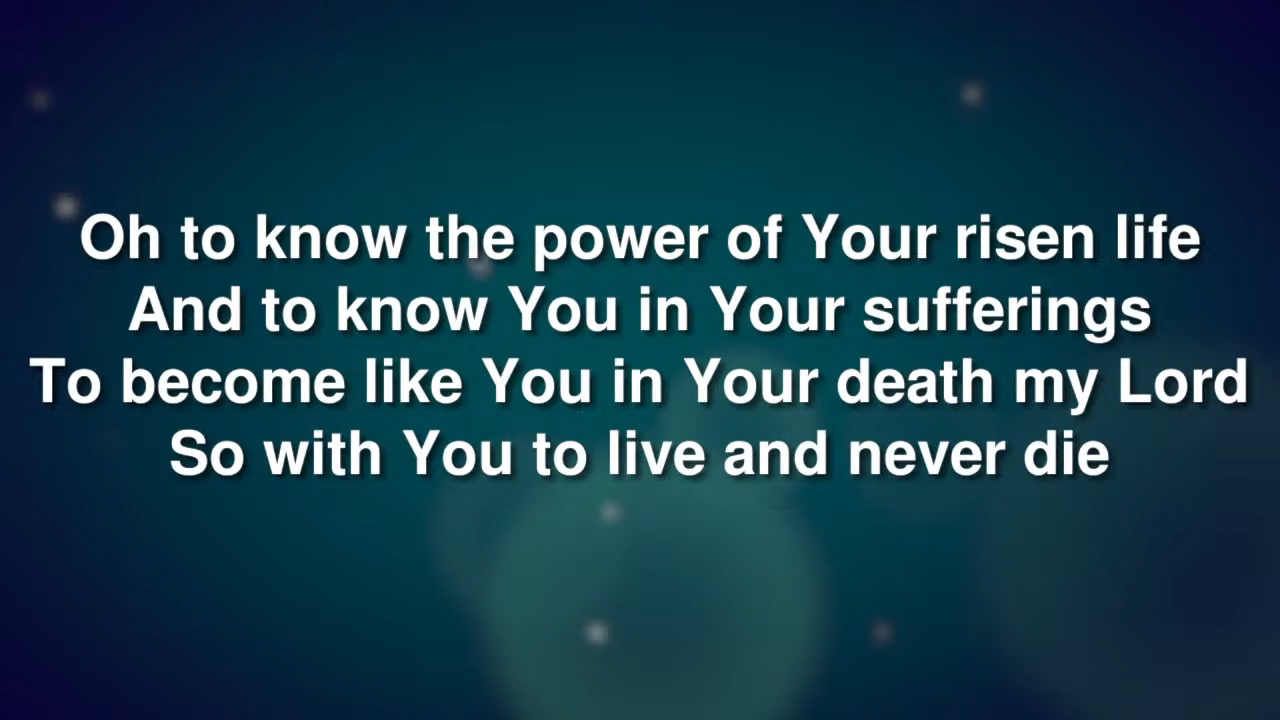 Oh to know the power of Your risen life
And to know You in Your sufferings
To become like You in Your death my Lord
So with You to live and never die